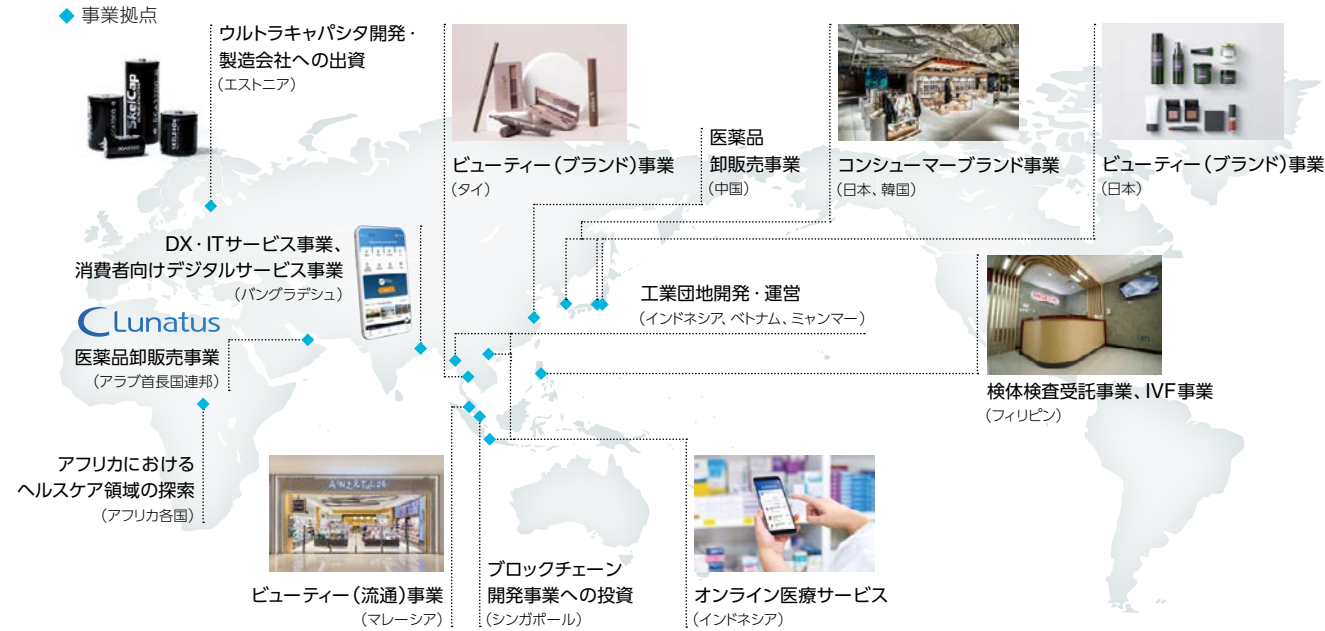 ◆ 事業拠点
ウルトラキャパシタ開発・
製造会社への出資
(エストニア)
SkelCap
ビューティー(ブランド)事業
(タイ)
医薬品
卸販売事業
(中国)
コンシューマーブランド事業
(日本、韓国)
ビューティー(ブランド)事業
(日本)
DX・ITサービス事業、
消費者向けデジタルサービス事業
(バングラデシュ)
Lunatus
医薬品卸販売事業
(アラブ首長国連邦)
工業団地開発・運営
(インドネシア、ベトナム、ミャンマー)
検体検査受託事業、IVF事業
(フィリピン)
アフリカにおける
ヘルスケア領域の探索
(アフリカ各国)
AINZ&TULPE
ビューティー(流通)事業
(マレーシア)
ブロックチェーン
開発事業への投資
(シンガポール)
オンライン医療サービス
(インドネシア)